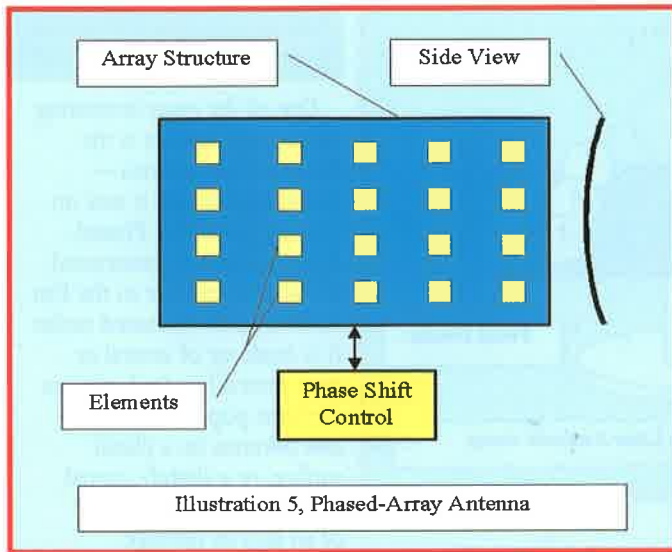 Array Structure
Side View
Elements
Phase Shift
Control
Illustration 5, Phased-Array Antenna